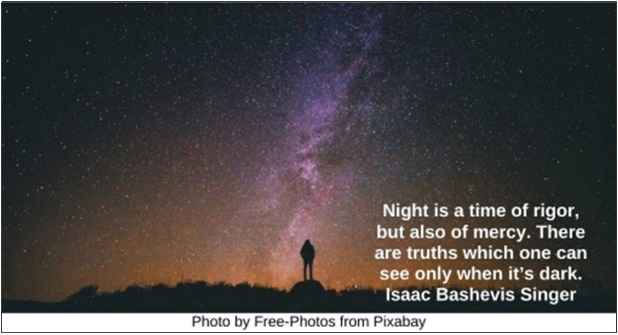 Night is a time of rigor,
but also of mercy. There
are truths which one can
see only when it’s dark.
Isaac Bashevis Singer
Photo by Free-Photos from Pixabay